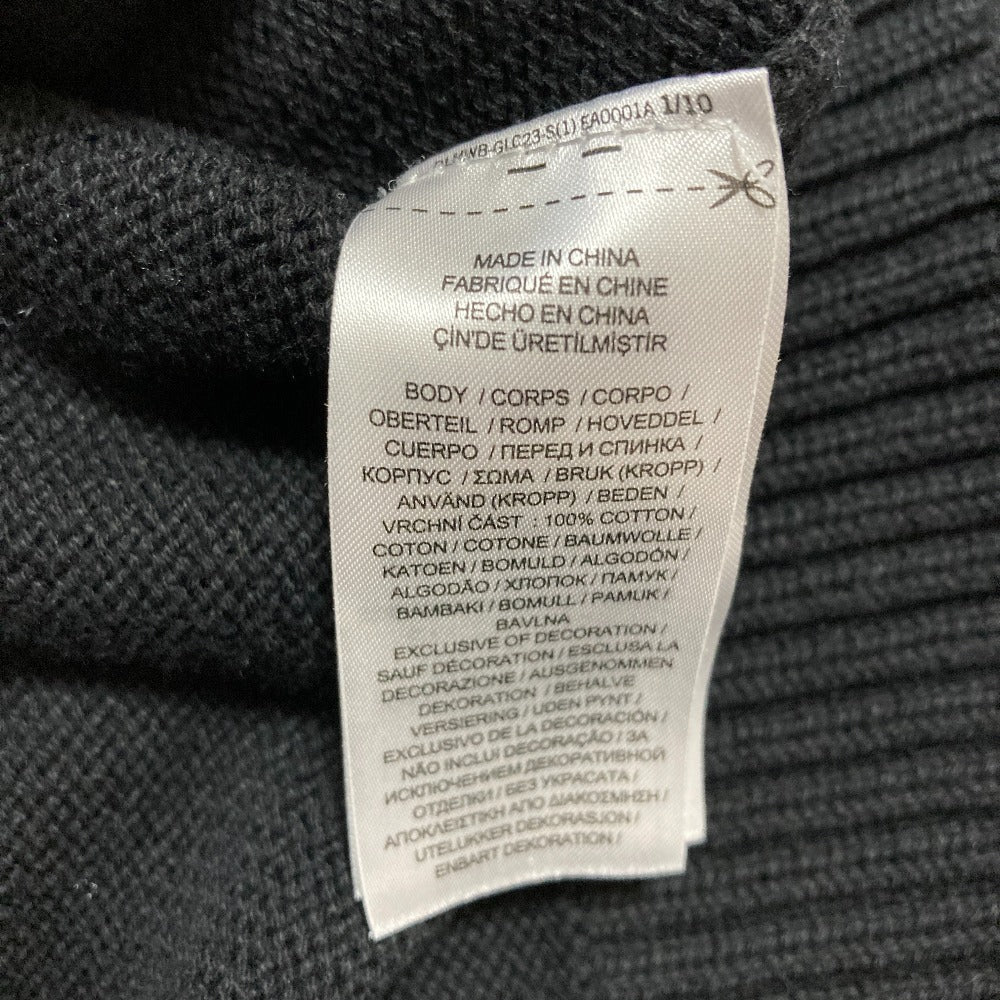 GLC23-S(1) EA0001A 1/10
MADE IN CHINA
FABRIQUÉ EN CHINE
HECHO EN CHINA
ÇİN'DE ÜRETİLMİŞTİR
BODY / CORPS / CORPO /
OBERTEIL / ROMP / HOVEDDEL /
CUERPO / ПЕРЕД И СПИНКА /
КОРПУС / ΣΩΜΑ / BRUK (KROPP) /
ANVÄND (KROPP) / BEDEN /
VRCHNÍ ČÁST : 100% COTTON /
COTON / COTONE / BAUMWOLLE /
KATOEN / BOMULD / ALGODÓN /
ALGODÃO / ХЛОПОК / ПАМУК /
BAMBAKI / BOMULL / PAMUK /
BAVLNA
EXCLUSIVE OF DECORATION /
SAUF DÉCORATION / ESCLUSA LA
DECORAZIONE / AUSGENOMMEN
DEKORATION / BEHALVE
VERSIERING / UDEN PYNT /
EXCLUSIVO DE LA DECORACIÓN /
NÃO INCLUI DECORAÇÃO / ЗА
ИСКЛЮЧЕНИЕМ ДЕКОРАТИВНОЙ
ОТДЕЛКИ / БЕЗ УКРАСАТА /
ΑΠΟΚΛΕΙΣΤΙΚΗ ΑΠΟ ΔΙΑΚΟΣΜΗΣΗ /
UTELUKKER DEKORASJON /
ENBART DEKORATION /